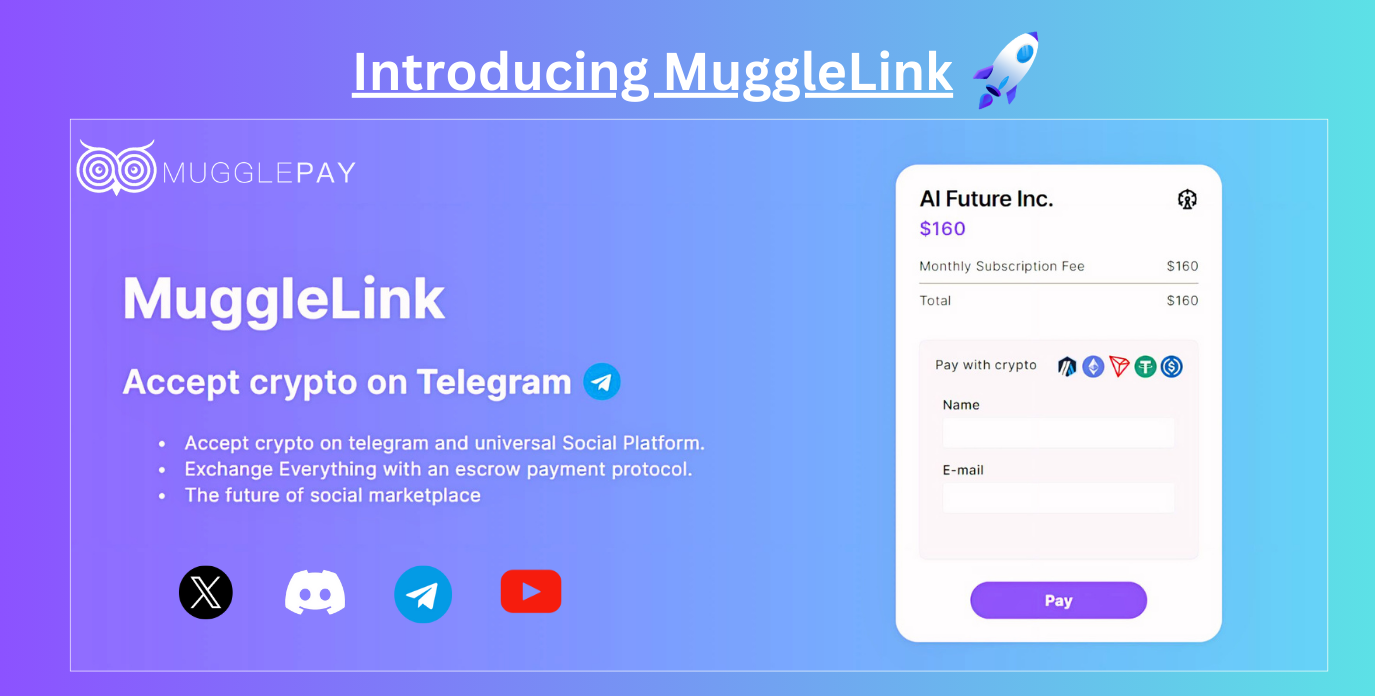 Introducing MuggleLink
MUGGLEPAY
MuggleLink
Accept crypto on Telegram
• Accept crypto on telegram and universal Social Platform.
• Exchange Everything with an escrow payment protocol.
• The future of social marketplace
AI Future Inc.
$160
Monthly Subscription Fee $160
Total $160
Pay with crypto
Name
E-mail
Pay